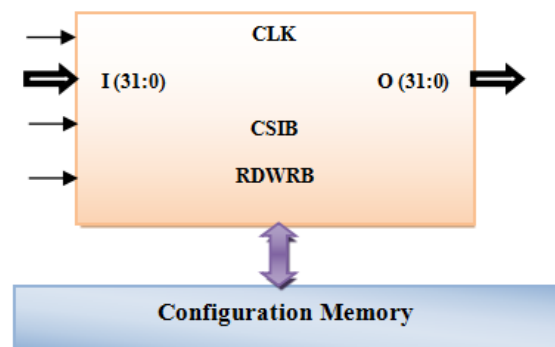 CLK
I (31:0) O (31:0)
CSIB
RDWRB
Configuration Memory